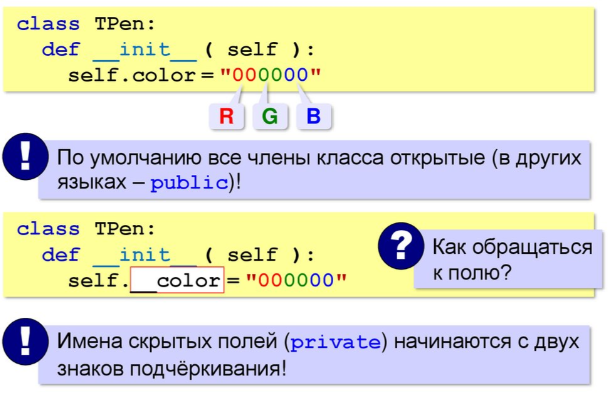 class TPen:
def __init__ ( self ):
self.color = "000000"
R G B
! По умолчанию все члены класса открытые (в других
языках – public)!
class TPen:
def __init__ ( self ):
self.__color = "000000"
? Как обращаться
к полю?
! Имена скрытых полей (private) начинаются с двух
знаков подчёркивания!